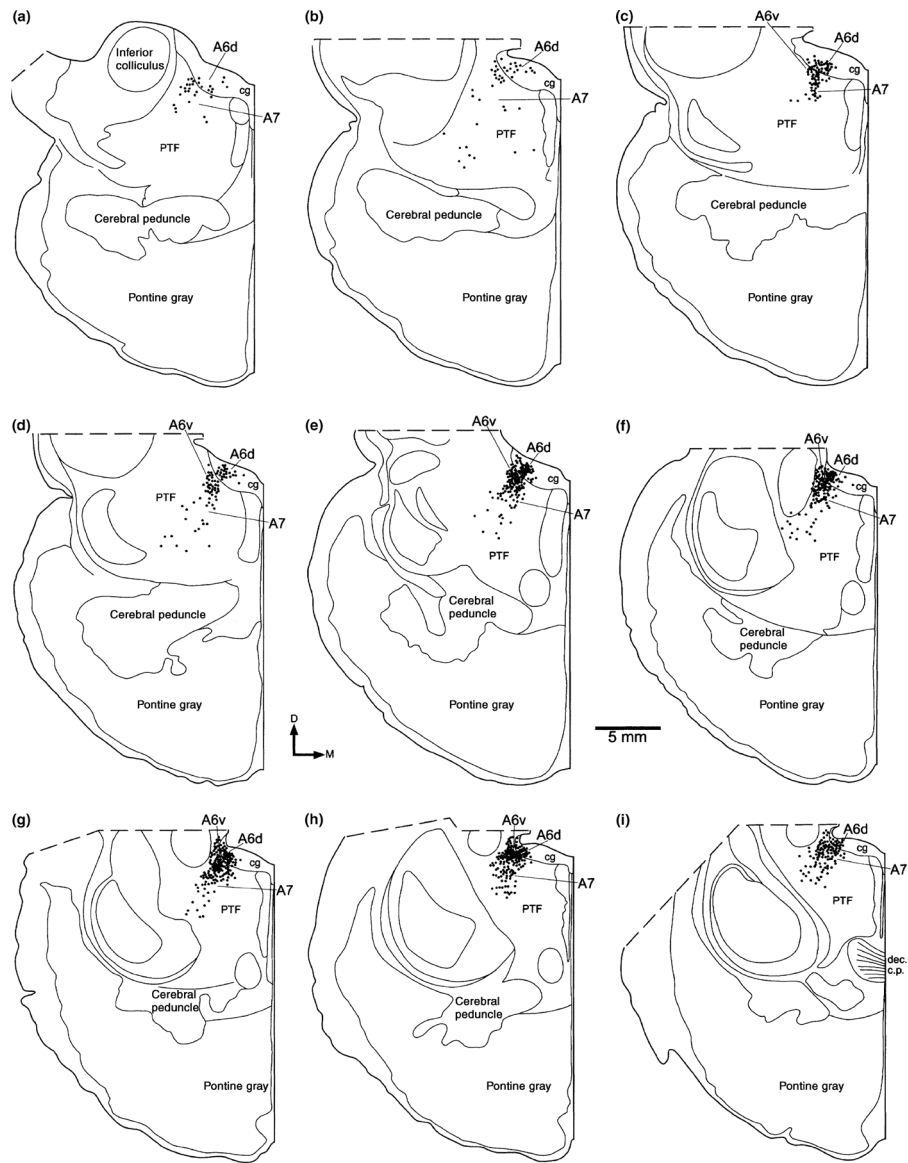 (a)
A6d
Inferior
colliculus
cg
A7
PTF
Cerebral peduncle
Pontine gray
(b)
A6d
cg
A7
PTF
Cerebral peduncle
Pontine gray
(c)
A6v
A6d
cg
A7
PTF
Cerebral peduncle
Pontine gray
(d)
A6v
A6d
cg
PTF
A7
Cerebral peduncle
Pontine gray
(e)
A6v
A6d
cg
A7
PTF
Cerebral
peduncle
Pontine gray
D
M
(f)
A6v
A6d
cg
A7
PTF
Cerebral
peduncle
Pontine gray
5 mm
(g)
A6v
A6d
cg
A7
PTF
Cerebral
peduncle
Pontine gray
(h)
A6v
A6d
cg
A7
PTF
Cerebral
peduncle
Pontine gray
(i)
A6d
cg
A7
PTF
dec.
c.p.
Pontine gray